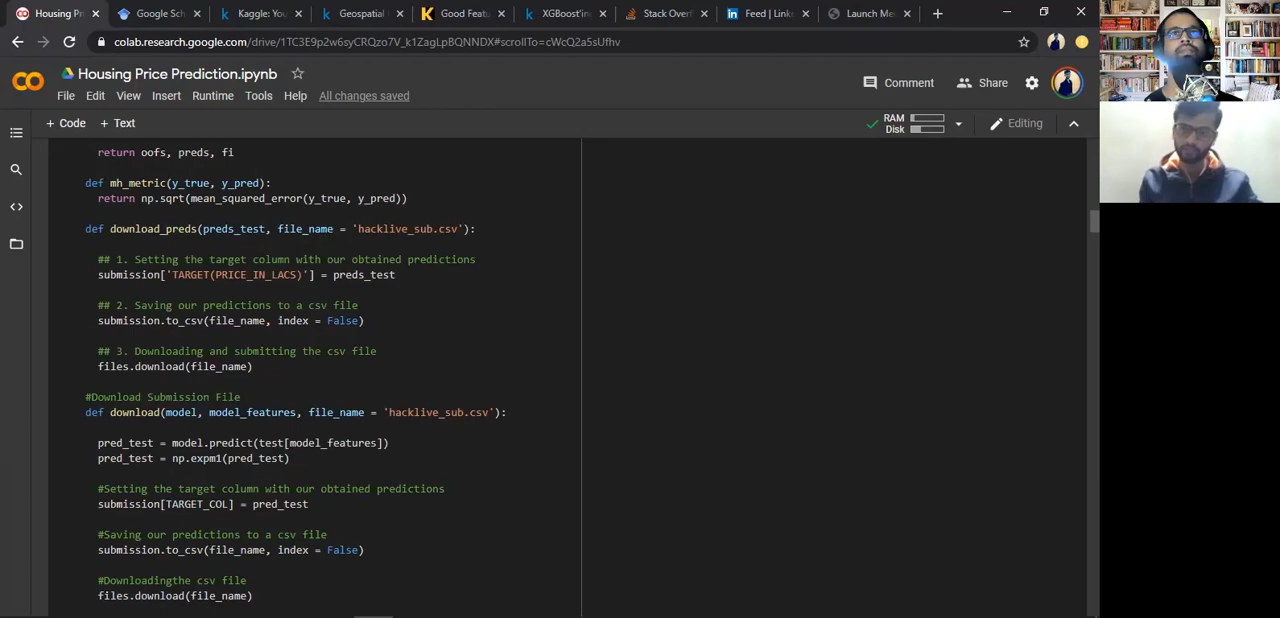 Housing Pr
Google Sch
Kaggle: You
Geospatial
Good Featu
XGBoost'ing
Stack Overf
Feed | Link
Launch Mee
colab.research.google.com/drive/1TC3E9p2w6syCRQzo7V_k1ZagLpBQNNDX#scrollTo=cWcQ2a5sUfhv
Housing Price Prediction.ipynb
File Edit View Insert Runtime Tools Help All changes saved
Comment Share
+ Code + Text
RAM
Disk
Editing
return oofs, preds, fi
def mh_metric(y_true, y_pred):
return np.sqrt(mean_squared_error(y_true, y_pred))
def download_preds(preds_test, file_name = 'hacklive_sub.csv'):
## 1. Setting the target column with our obtained predictions
submission['TARGET(PRICE_IN_LACS)'] = preds_test
## 2. Saving our predictions to a csv file
submission.to_csv(file_name, index = False)
## 3. Downloading and submitting the csv file
files.download(file_name)
#Download Submission File
def download(model, model_features, file_name = 'hacklive_sub.csv'):
pred_test = model.predict(test[model_features])
pred_test = np.expm1(pred_test)
#Setting the target column with our obtained predictions
submission[TARGET_COL] = pred_test
#Saving our predictions to a csv file
submission.to_csv(file_name, index = False)
#Downloadingthe csv file
files.download(file_name)